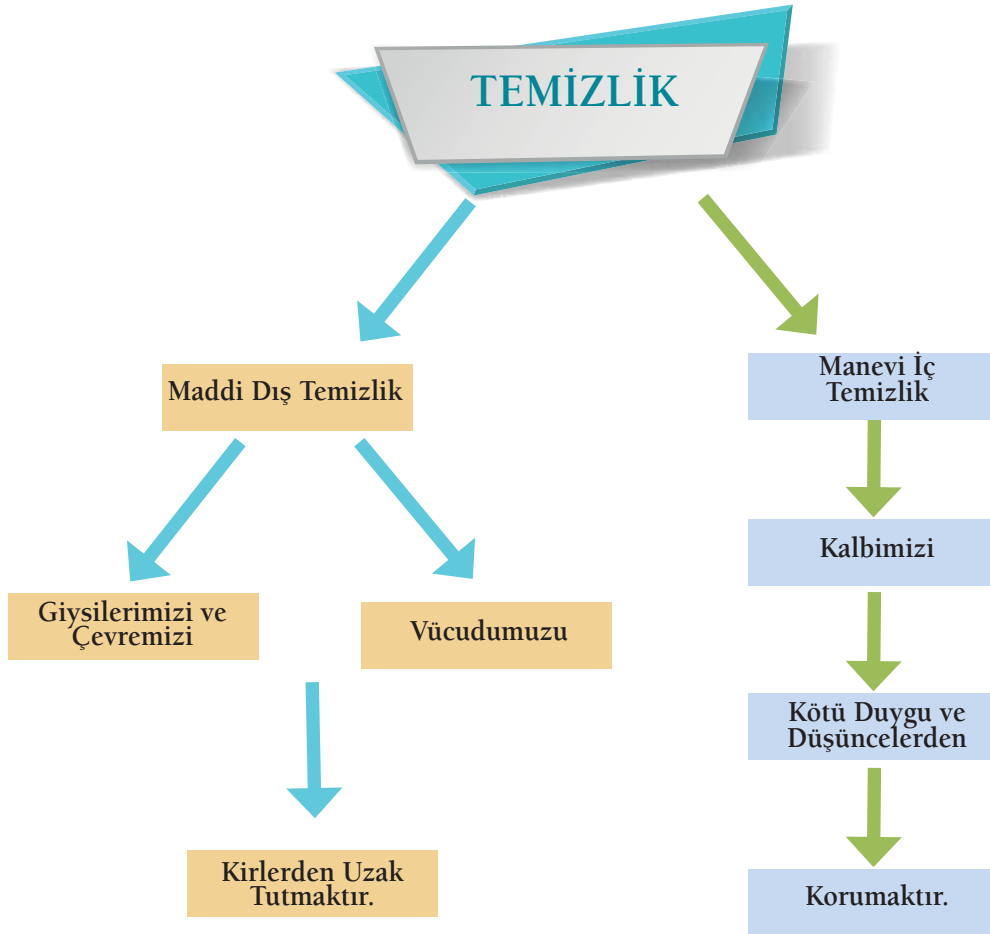 TEMİZLİK
Maddi Dış Temizlik
Manevi İç
Temizlik
Kalbimizi
Giysilerimizi ve
Çevremizi
Vücudumuzu
Kötü Duygu ve
Düşüncelerden
Kirlerden Uzak
Tutmaktır.
Korumaktır.